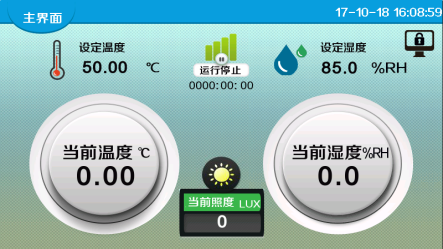 主界面
17-10-18 16:08:59
设定温度
50.00 ℃
运行停止
0000:00:00
设定湿度
85.0 %RH
当前温度 ℃
0.00
当前照度 LUX
0
当前湿度%RH
0.0